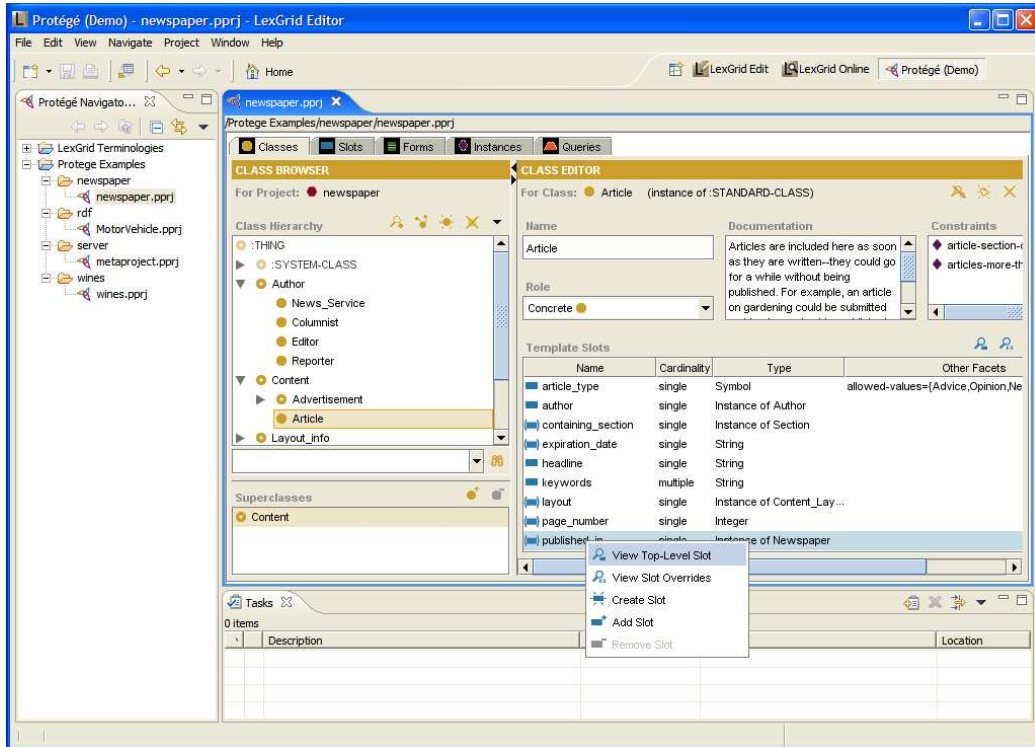 Protégé (Demo) - newspaper.pprj - LexGrid Editor
File Edit View Navigate Project Window Help
Home
LexGrid Edit LexGrid Online Protégé (Demo)
Protégé Navigato...
LexGrid Terminologies
Protege Examples
newspaper
newspaper.pprj
rdf
MotorVehicle.pprj
server
metaproject.pprj
wines
wines.pprj
newspaper.pprj
/Protege Examples/newspaper/newspaper.pprj
Classes Slots Forms Instances Queries
CLASS BROWSER
For Project: newspaper
Class Hierarchy
:THING
:SYSTEM-CLASS
Author
News_Service
Columnist
Editor
Reporter
Content
Advertisement
Article
Layout_info
Superclasses
Content
CLASS EDITOR
For Class: Article (instance of :STANDARD-CLASS)
Name
Article
Role
Concrete
Documentation
Articles are included here as soon
as they are written--they could go
for a while without being
published. For example, an article
on gardening could be submitted
Constraints
article-section-
articles-more-th
Template Slots
Name Cardinality Type Other Facets
article_type single Symbol allowed-values={Advice,Opinion,Ne
author single Instance of Author
containing_section single Instance of Section
expiration_date single String
headline single String
keywords multiple String
layout single Instance of Content_Lay...
page_number single Integer
published_in single Instance of Newspaper
View Top-Level Slot
View Slot Overrides
Create Slot
Add Slot
Remove Slot
Tasks
0 items
Description Location